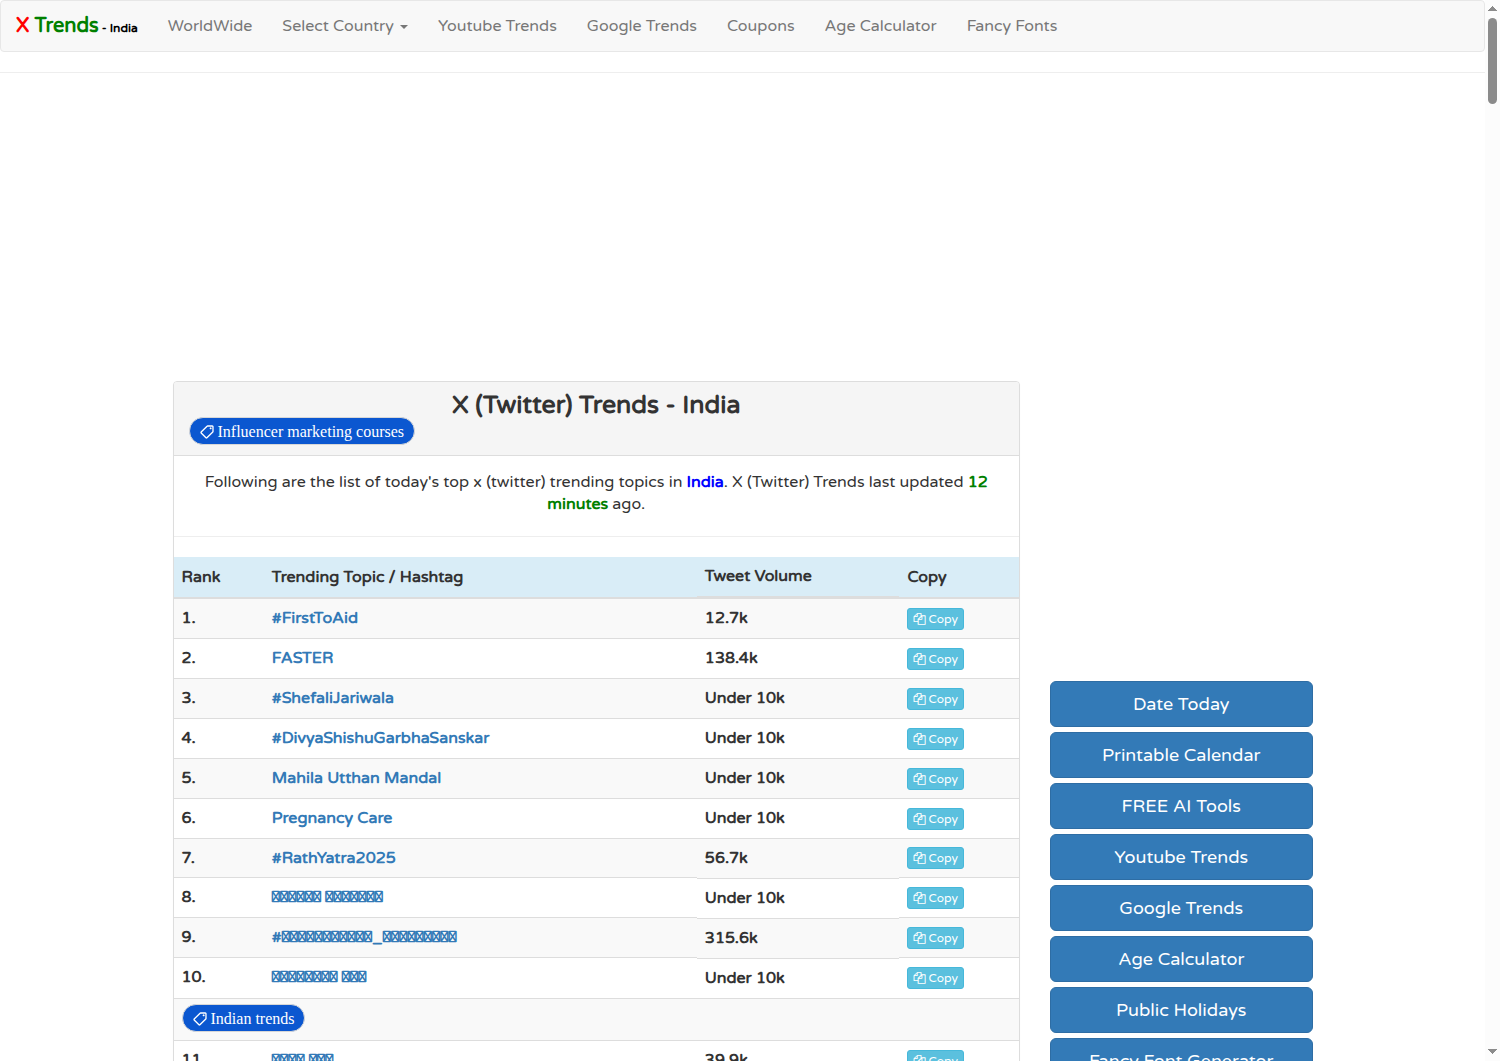 X Trends - India WorldWide Select Country Youtube Trends Google Trends Coupons Age Calculator Fancy Fonts
X (Twitter) Trends - India
Influencer marketing courses
Following are the list of today's top x (twitter) trending topics in India. X (Twitter) Trends last updated 12
minutes ago.
Rank Trending Topic / Hashtag Tweet Volume Copy
1. #FirstToAid 12.7k Copy
2. FASTER 138.4k Copy
3. #ShefaliJariwala Under 10k Copy
4. #DivyaShishuGarbhaSanskar Under 10k Copy
5. Mahila Utthan Mandal Under 10k Copy
6. Pregnancy Care Under 10k Copy
7. #RathYatra2025 56.7k Copy
8. Under 10k Copy
9. 315.6k Copy
10. Under 10k Copy
Indian trends
11. 39.9k Copy
Date Today
Printable Calendar
FREE AI Tools
Youtube Trends
Google Trends
Age Calculator
Public Holidays
Fancy Font Generator